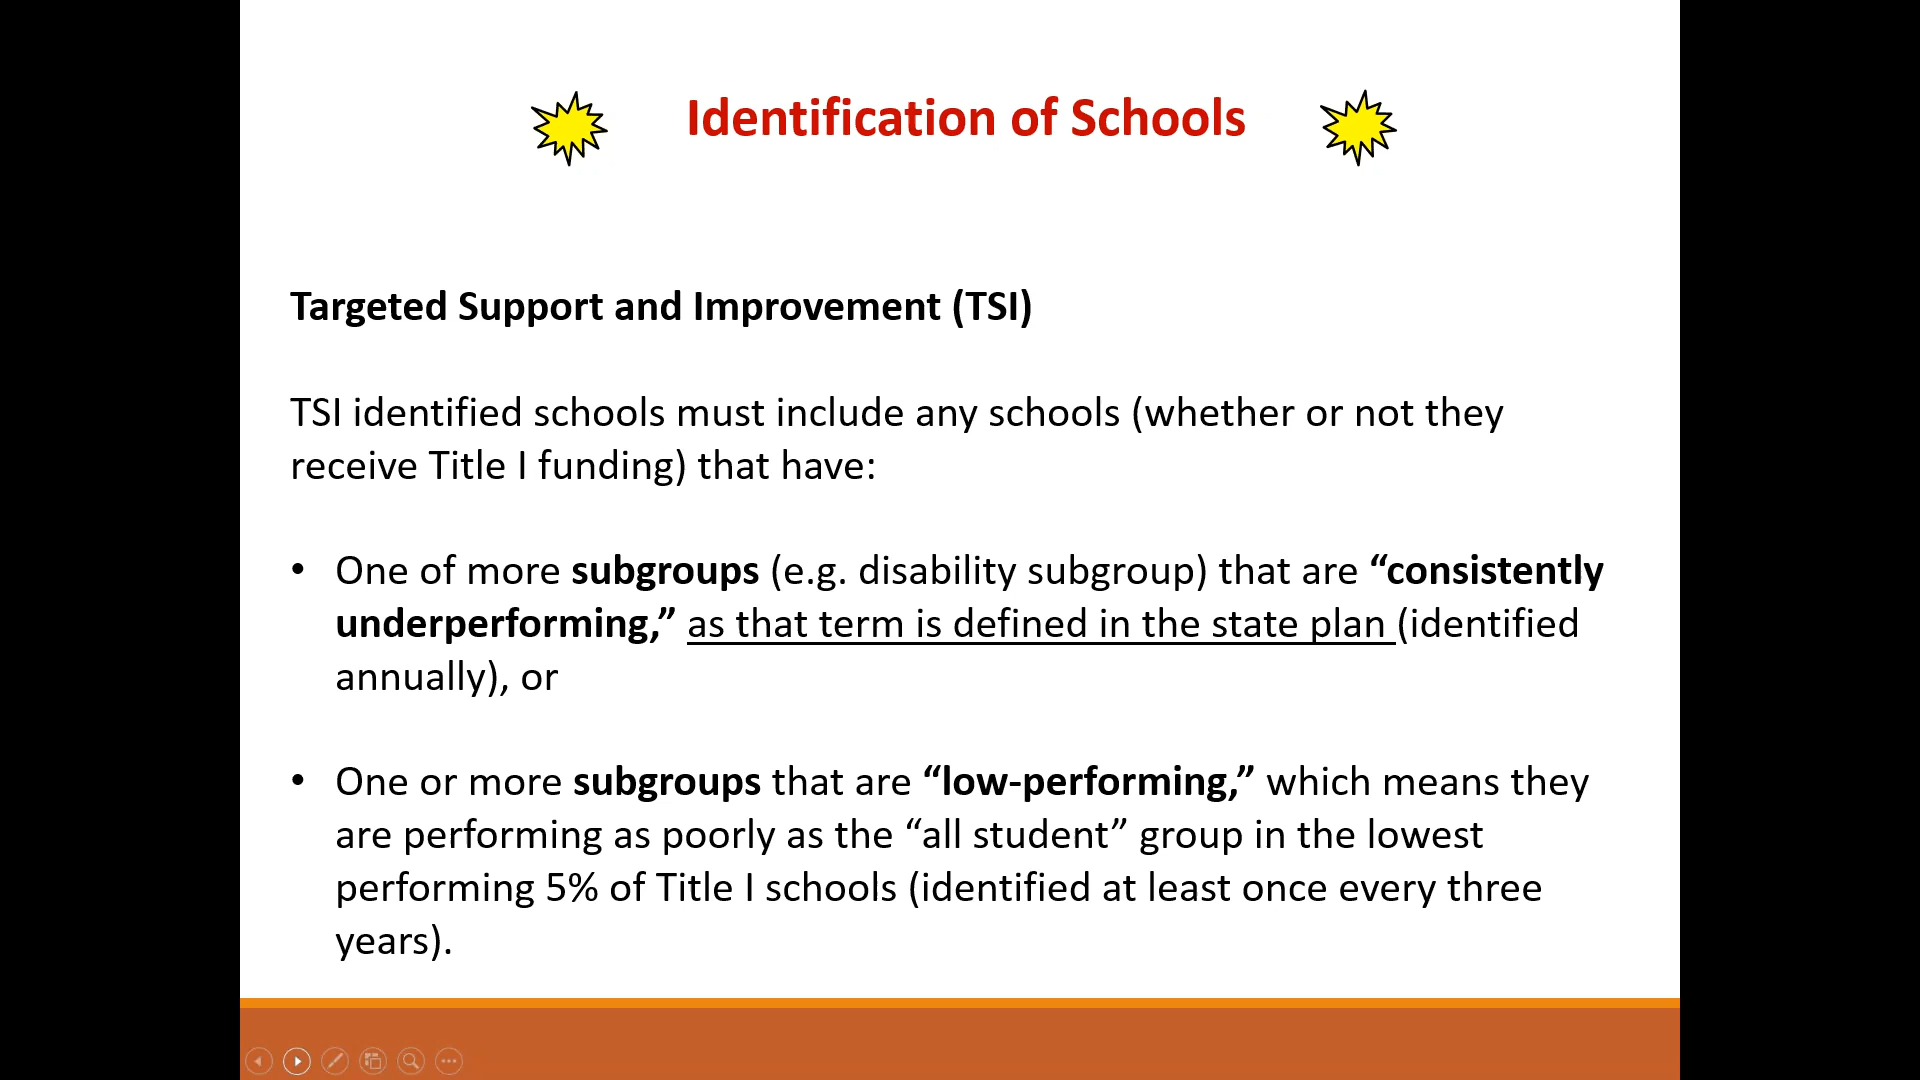 Identification of Schools
Targeted Support and Improvement (TSI)
TSI identified schools must include any schools (whether or not they
receive Title I funding) that have:
• One of more subgroups (e.g. disability subgroup) that are “consistently
underperforming,” as that term is defined in the state plan (identified
annually), or
• One or more subgroups that are “low-performing,” which means they
are performing as poorly as the “all student” group in the lowest
performing 5% of Title I schools (identified at least once every three
years).